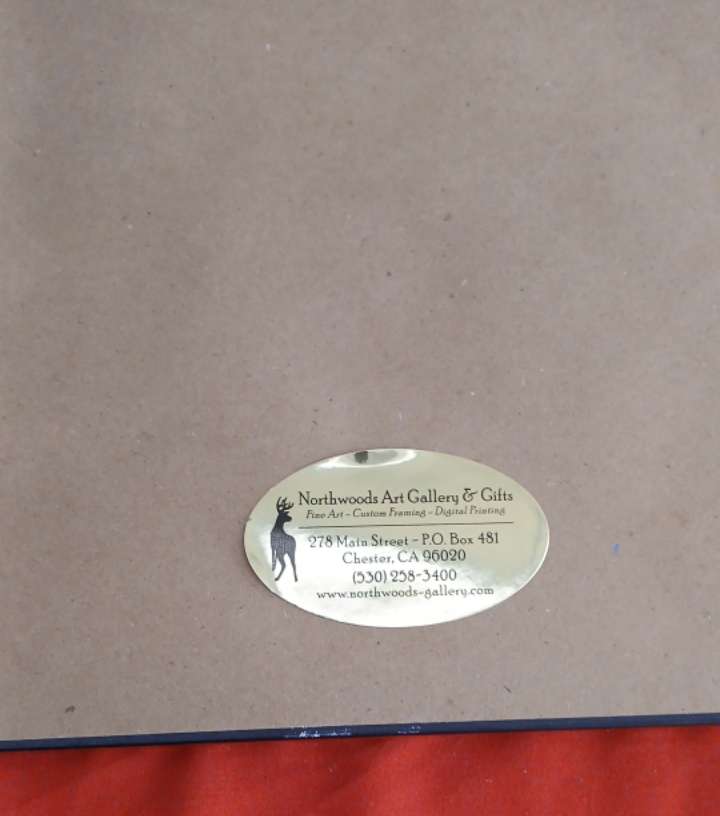 Northwoods Art Gallery & Gifts
Fine Art - Custom Framing - Digital Printing
278 Main Street - P.O. Box 481
Chester, CA 96020
(530) 258-3400
www.northwoods-gallery.com